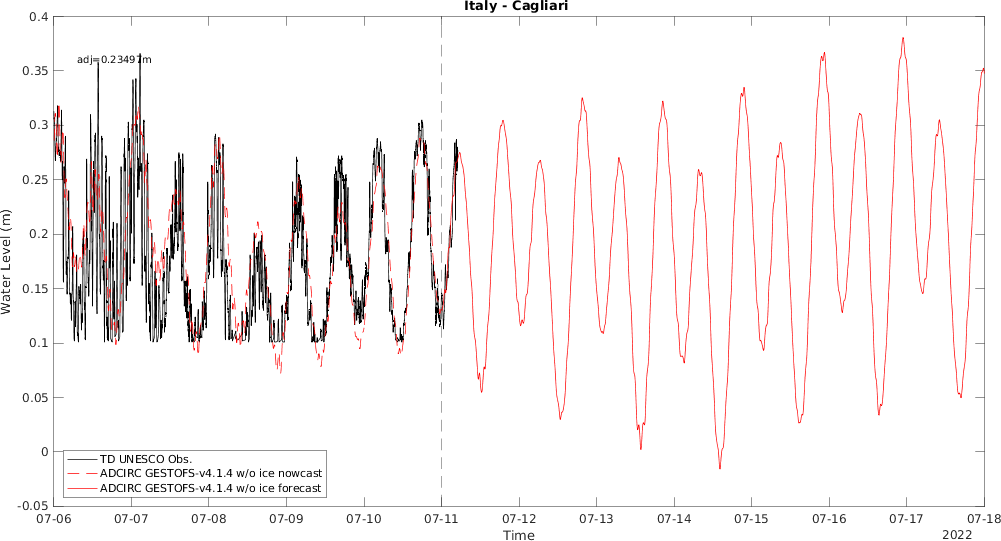 Italy - Cagliari
adj=0.23497m
Water Level (m)
0.4
0.35
0.3
0.25
0.2
0.15
0.1
0.05
0
-0.05
TD UNESCO Obs.
ADCIRC GESTOFS-v4.1.4 w/o ice nowcast
ADCIRC GESTOFS-v4.1.4 w/o ice forecast
07-06 07-07 07-08 07-09 07-10 07-11 07-12 07-13 07-14 07-15 07-16 07-17 07-18
Time
2022